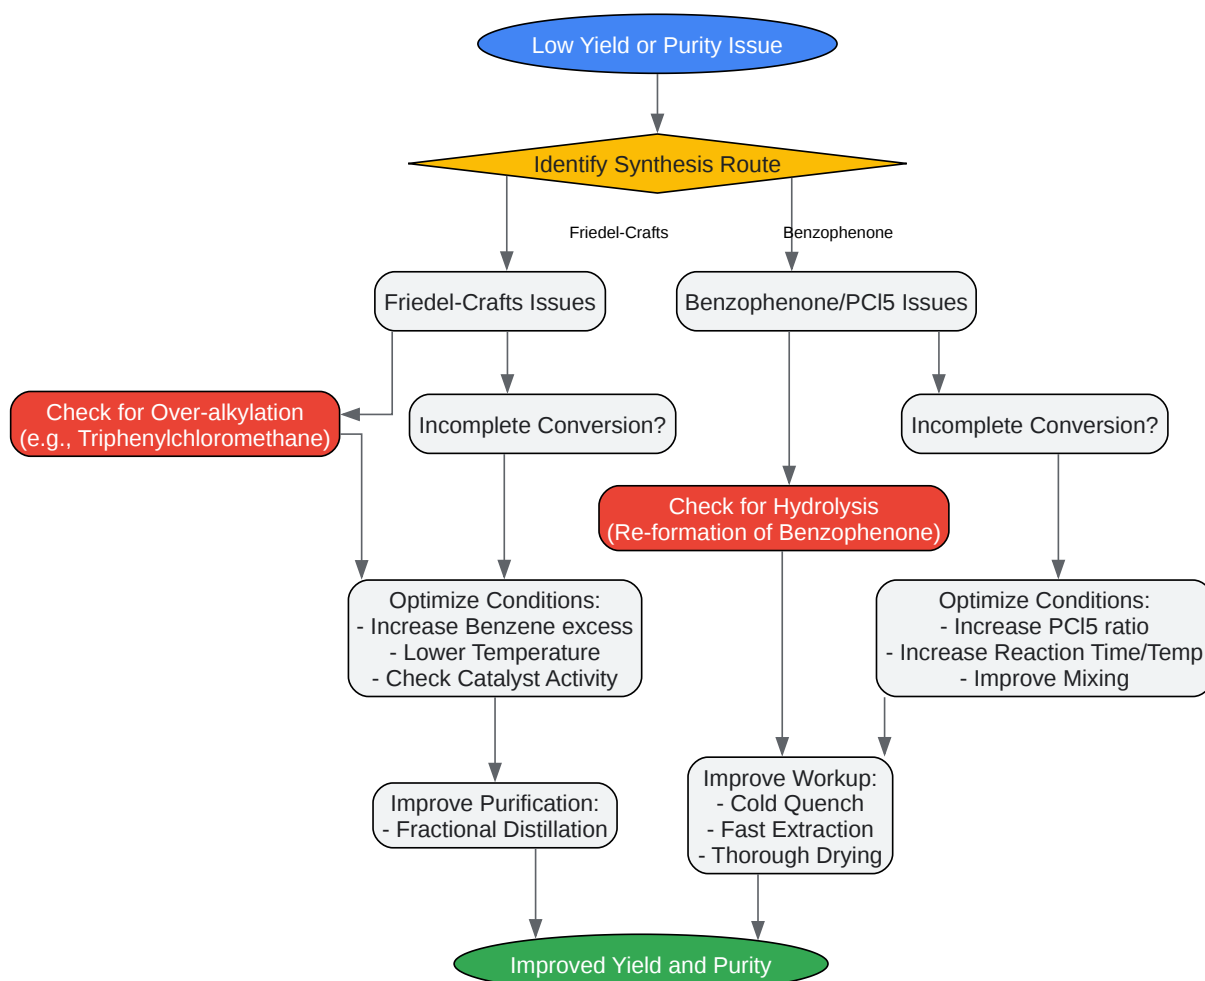 Low Yield or Purity Issue
Identify Synthesis Route
Friedel-Crafts
Benzophenone
Friedel-Crafts Issues
Benzophenone/PCl5 Issues
Check for Over-alkylation
(e.g., Triphenylchloromethane)
Incomplete Conversion?
Incomplete Conversion?
Check for Hydrolysis
(Re-formation of Benzophenone)
Optimize Conditions:
- Increase Benzene excess
- Lower Temperature
- Check Catalyst Activity
Optimize Conditions:
- Increase PCl5 ratio
- Increase Reaction Time/Temp
- Improve Mixing
Improve Purification:
- Fractional Distillation
Improve Workup:
- Cold Quench
- Fast Extraction
- Thorough Drying
Improved Yield and Purity